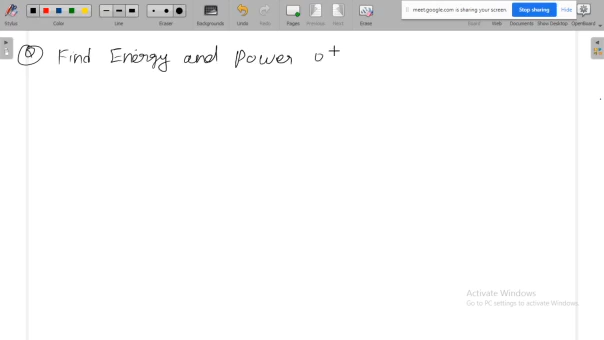 meet.google.com is sharing your screen
Stop sharing
Hide
Stylus
Color
Line
Eraser
Backgrounds
Undo
Redo
Pages
Previous
Next
Erase
Board
Web
Documents
Show Desktop
OpenBoard
Q Find Energy and Power of
Activate Windows
Go to PC settings to activate Windows.